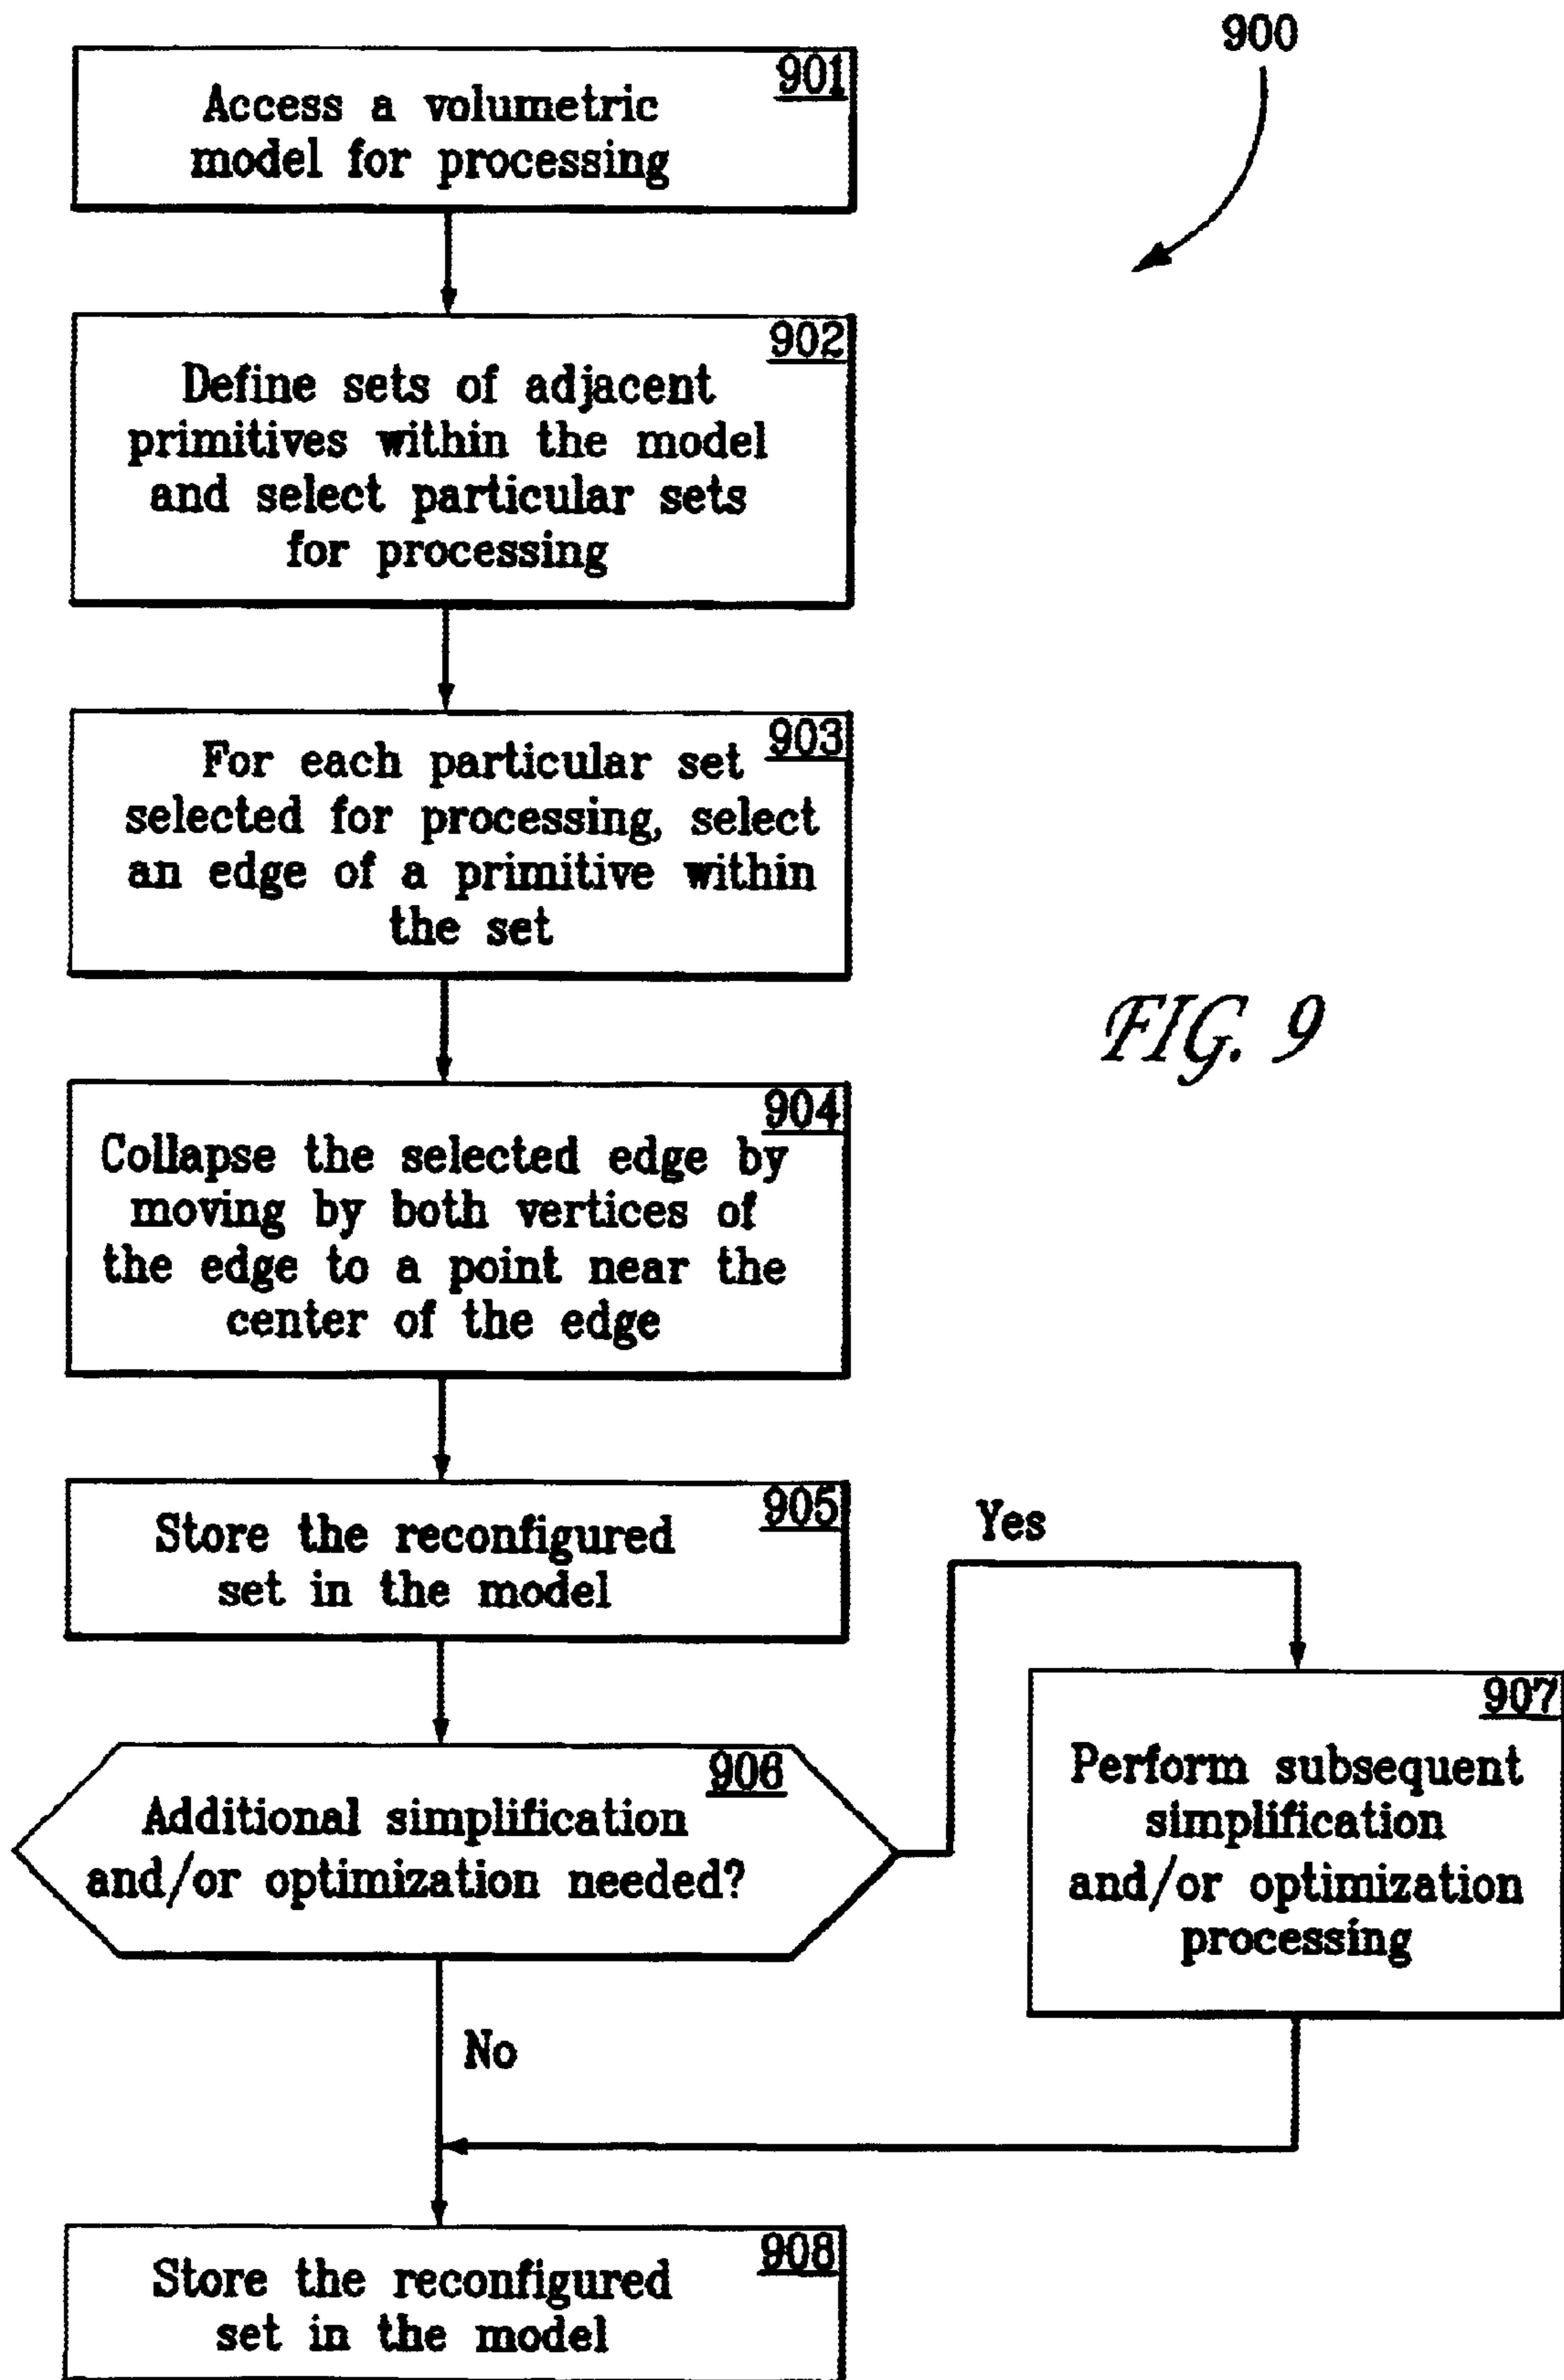 900
901
Access a volumetric
model for processing
902
Define sets of adjacent
primitives within the model
and select particular sets
for processing
903
For each particular set
selected for processing, select
an edge of a primitive within
the set
FIG. 9
904
Collapse the selected edge by
moving by both vertices of
the edge to a point near the
center of the edge
905
Store the reconfigured
set in the model
Yes
906
Additional simplification
and/or optimization needed?
907
Perform subsequent
simplification
and/or optimization
processing
No
908
Store the reconfigured
set in the model